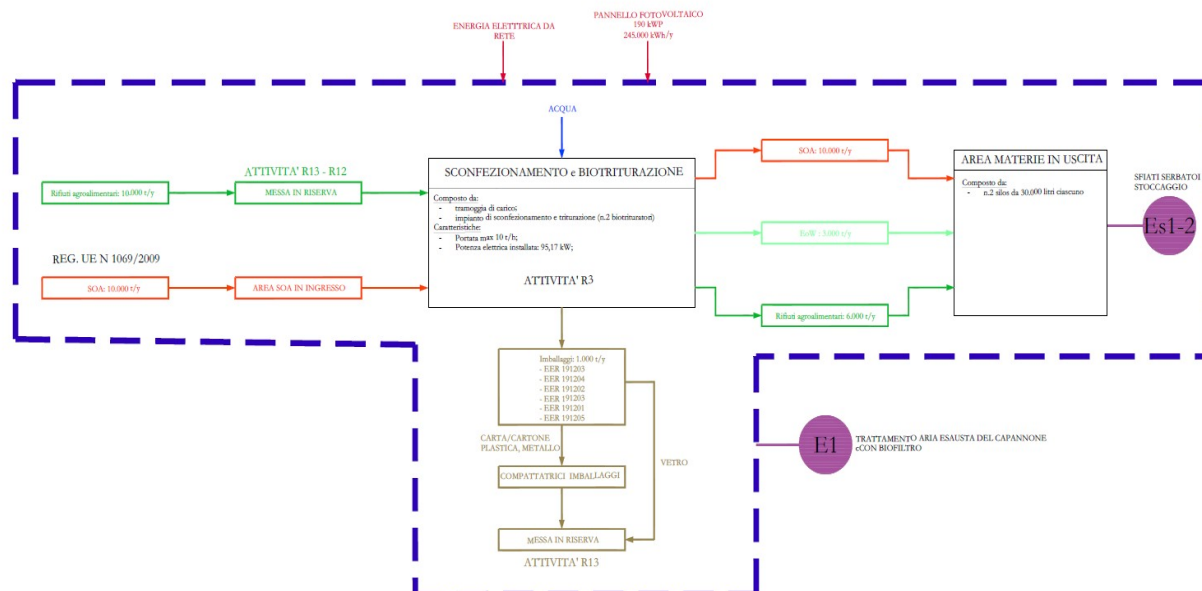 ENERGIA ELETTTRICA DA
RETE
PANNELLO FOTOVOLTAICO
190 kWP
245.000 kWh/y
ACQUA
ATTIVITA' R13 - R12
Rifiuti agroalimentari: 10.000 t/y
MESSA IN RISERVA
REG. UE N 1069/2009
SOA: 10.000 t/y
AREA SOA IN INGRESSO
SCONFEZIONAMENTO e BIOTRITURAZIONE
Composto da:
- tramoggia di carico;
- impianto di sconfezionamento e triturazione (n.2 biotrituratori)
Caratteristiche:
- Portata max 10 t/h;
- Potenza elettrica installata: 95,17 kW;
ATTIVITA' R3
SOA: 10.000 t/y
EoW : 3.000 t/y
Rifiuti agroalimentari: 6.000 t/y
AREA MATERIE IN USCITA
Composto da:
- n.2 silos da 30.000 litri ciascuno
SFIATI SERBATOI
STOCCAGGIO
Es1-2
Imballaggi: 1.000 t/y
- EER 191203
- EER 191204
- EER 191202
- EER 191203
- EER 191201
- EER 191205
CARTA/CARTONE
PLASTICA, METALLO
VETRO
COMPATTATRICI IMBALLAGGI
MESSA IN RISERVA
ATTIVITA' R13
E1
TRATTAMENTO ARIA ESAUSTA DEL CAPANNONE
cCON BIOFILTRO